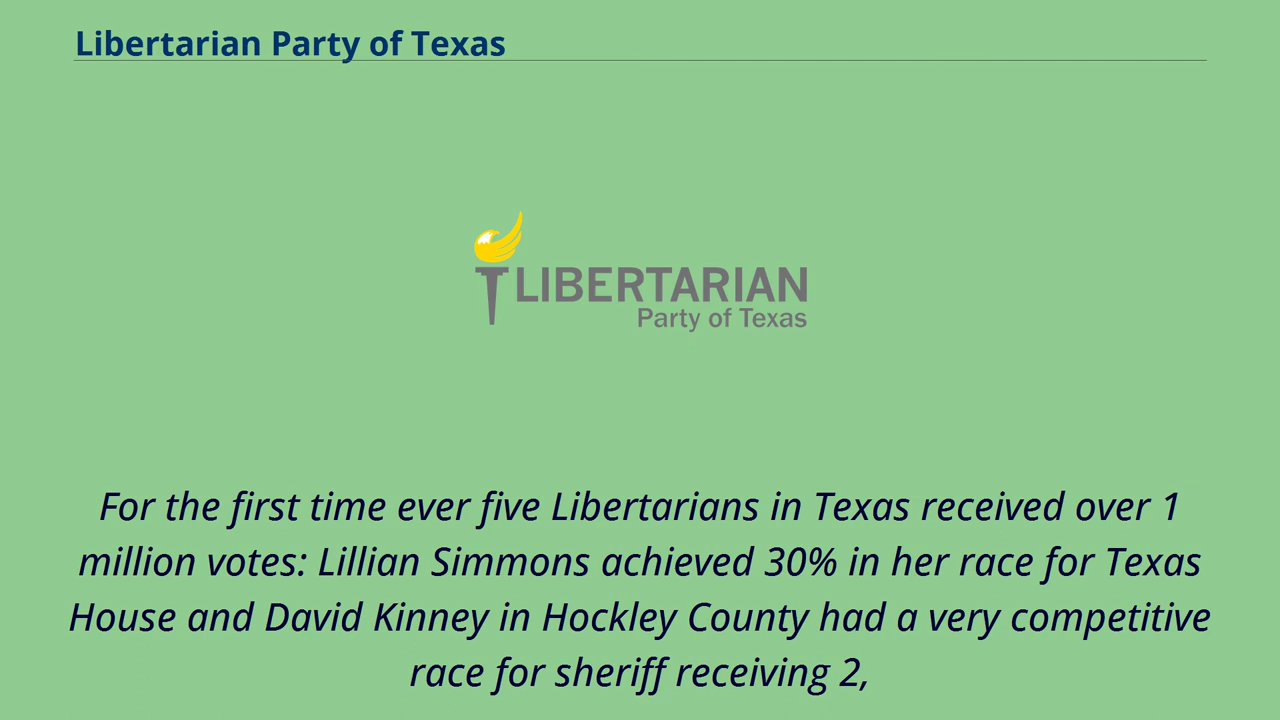 Libertarian Party of Texas
LIBERTARIAN
Party of Texas
For the first time ever five Libertarians in Texas received over 1
million votes: Lillian Simmons achieved 30% in her race for Texas
House and David Kinney in Hockley County had a very competitive
race for sheriff receiving 2,